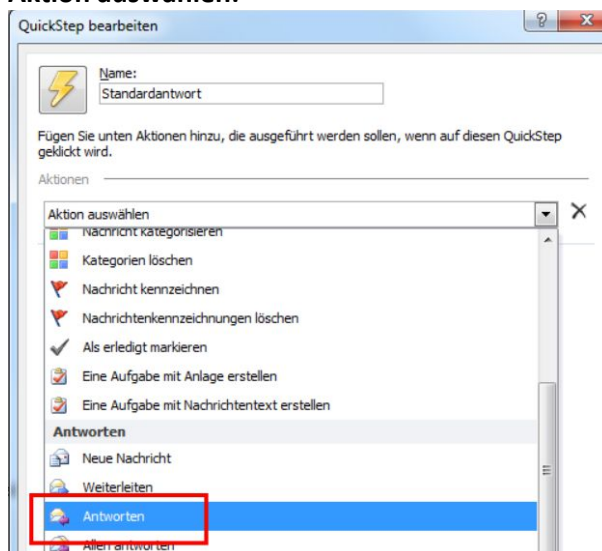 Aktion auswählen.
QuickStep bearbeiten
Name:
Standardantwort
Fügen Sie unten Aktionen hinzu, die ausgeführt werden sollen, wenn auf diesen QuickStep
geklickt wird.
Aktionen
Aktion auswählen
Nachricht kategorisieren
Kategorien löschen
Nachricht kennzeichnen
Nachrichtenkennzeichnungen löschen
Als erledigt markieren
Eine Aufgabe mit Anlage erstellen
Eine Aufgabe mit Nachrichtentext erstellen
Antworten
Neue Nachricht
Weiterleiten
Antworten
Allen antworten